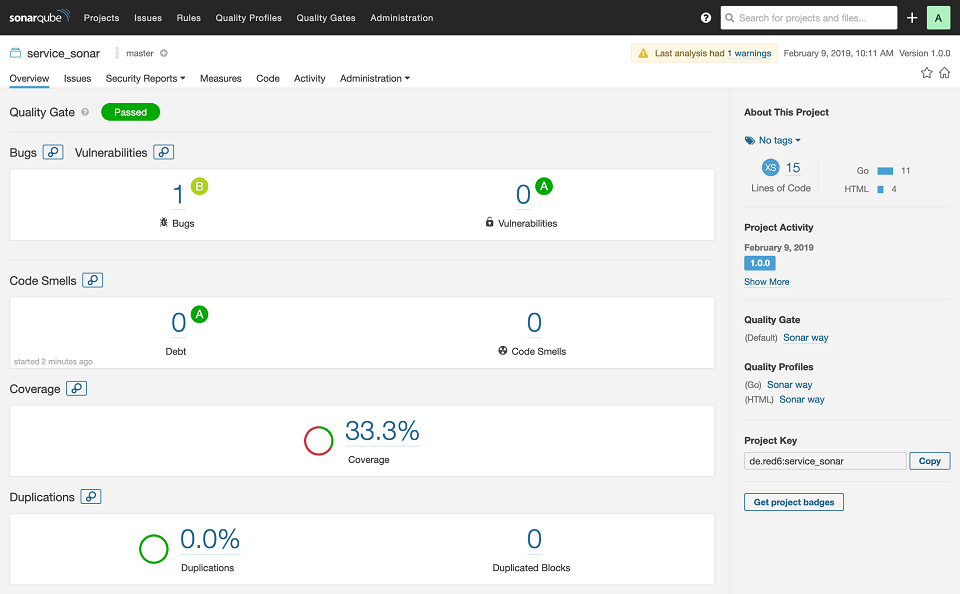 sonarqube Projects Issues Rules Quality Profiles Quality Gates Administration ? Search for projects and files... + A
service_sonar master Last analysis had 1 warnings February 9, 2019, 10:11 AM Version 1.0.0
Overview Issues Security Reports Measures Code Activity Administration
Quality Gate ? Passed
Bugs Vulnerabilities
1 B 0 A
Bugs Vulnerabilities
Code Smells
0 A 0
Debt Code Smells
started 2 minutes ago
Coverage
33.3%
Coverage
Duplications
0.0% 0
Duplications Duplicated Blocks
About This Project
No tags
XS 15 Go 11
Lines of Code HTML 4
Project Activity
February 9, 2019
1.0.0
Show More
Quality Gate
(Default) Sonar way
Quality Profiles
(Go) Sonar way
(HTML) Sonar way
Project Key
de.red6:service_sonar Copy
Get project badges